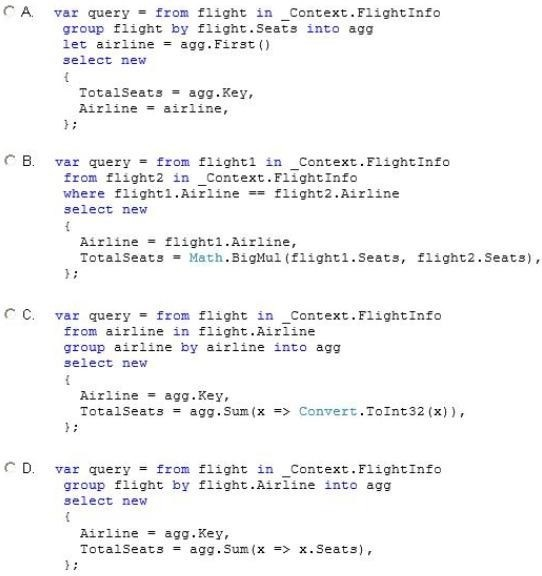 A. var query = from flight in _Context.FlightInfo
group flight by flight.Seats into agg
let airline = agg.First()
select new
{
TotalSeats = agg.Key,
Airline = airline,
};
B. var query = from flight1 in _Context.FlightInfo
from flight2 in _Context.FlightInfo
where flight1.Airline == flight2.Airline
select new
{
Airline = flight1.Airline,
TotalSeats = Math.BigMul(flight1.Seats, flight2.Seats),
};
C. var query = from flight in _Context.FlightInfo
from airline in flight.Airline
group airline by airline into agg
select new
{
Airline = agg.Key,
TotalSeats = agg.Sum(x => Convert.ToInt32(x)),
};
D. var query = from flight in _Context.FlightInfo
group flight by flight.Airline into agg
select new
{
Airline = agg.Key,
TotalSeats = agg.Sum(x => x.Seats),
};